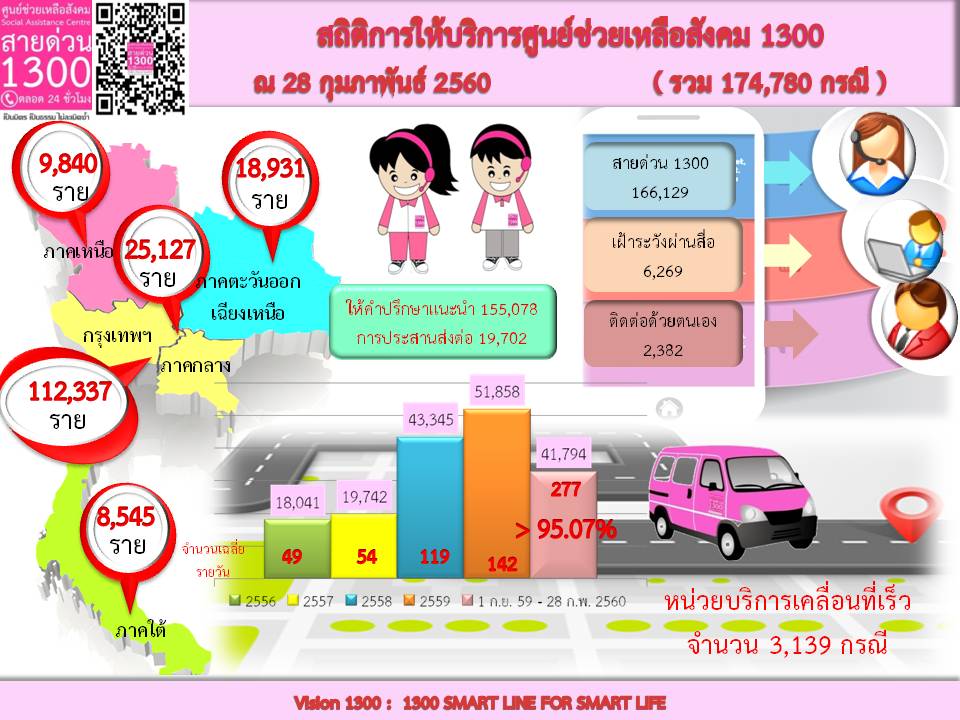 ศูนย์ช่วยเหลือสังคม
Social Assistance Centre
สายด่วน
1300
ตลอด 24 ชั่วโมง
สายด่วน
1300
สถิติการให้บริการศูนย์ช่วยเหลือสังคม 1300
ณ 28 กุมภาพันธ์ 2560 ( รวม 174,780 กรณี )
9,840
ราย
18,931
ราย
25,127
ราย
ภาคเหนือ
ภาคตะวันออก
เฉียงเหนือ
กรุงเทพฯ
ภาคกลาง
112,337
ราย
8,545
ราย
ภาคใต้
ให้คำปรึกษาแนะนำ 155,078
การประสานส่งต่อ 19,702
สายด่วน 1300
166,129
เฝ้าระวังผ่านสื่อ
6,269
ติดต่อด้วยตนเอง
2,382
51,858
43,345
41,794
18,041
19,742
277
> 95.07%
จำนวนเฉลี่ย
รายวัน
49
54
119
142
2556
2557
2558
2559
1 ก.ย. 59 - 28 ก.พ. 2560
1300
หน่วยบริการเคลื่อนที่เร็ว
จำนวน 3,139 กรณี
Vision 1300 : 1300 SMART LINE FOR SMART LIFE